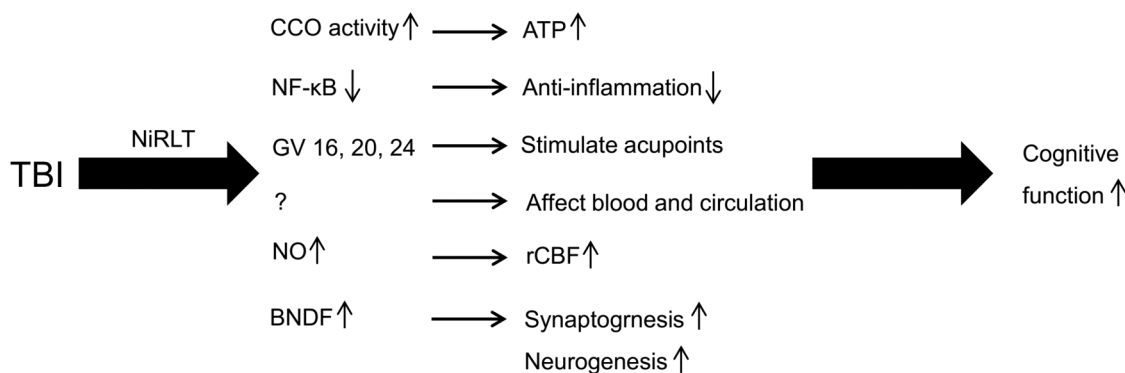 TBI
NiRLT
CCO activity↑
ATP↑
NF-κB↓
Anti-inflammation↓
GV 16, 20, 24
Stimulate acupoints
?
Affect blood and circulation
NO↑
rCBF↑
BNDF↑
Synaptogrnesis↑
Neurogenesis↑
Cognitive
function↑